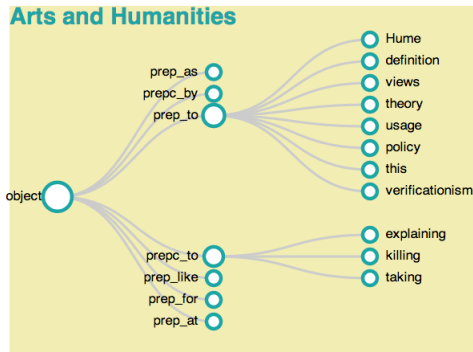 Arts and Humanities
object
prep_as
prepc_by
prep_to
Hume
definition
views
theory
usage
policy
this
verificationism
prepc_to
prep_like
prep_for
prep_at
explaining
killing
taking